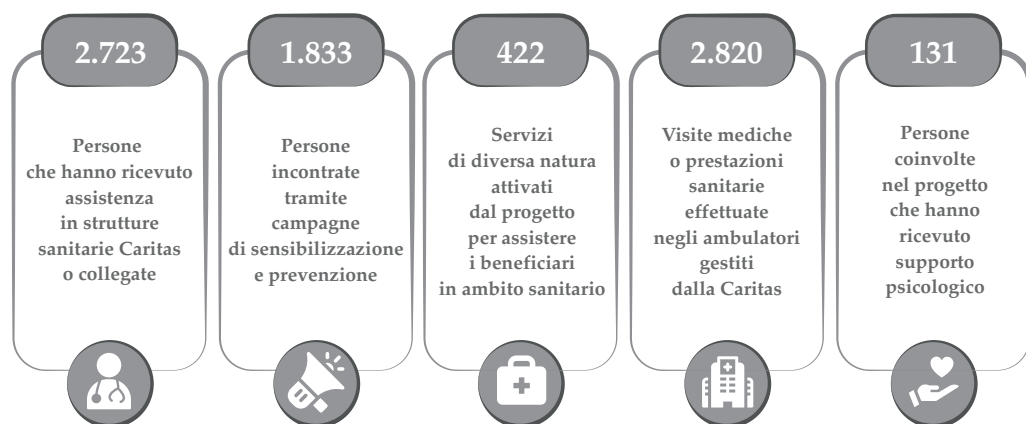 2.723
Persone
che hanno ricevuto
assistenza
in strutture
sanitarie Caritas
o collegate
1.833
Persone
incontrate
tramite
campagne
di sensibilizzazione
e prevenzione
422
Servizi
di diversa natura
attivati
dal progetto
per assistere
i beneficiari
in ambito sanitario
2.820
Visite mediche
o prestazioni
sanitarie
effettuate
negli ambulatori
gestiti
dalla Caritas
131
Persone
coinvolte
nel progetto
che hanno
ricevuto
supporto
psicologico